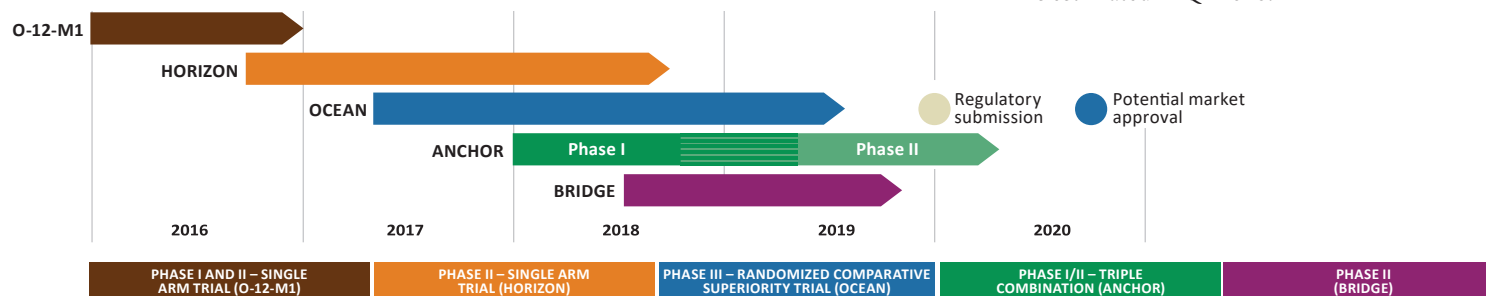 O-12-M1
HORIZON
OCEAN
Regulatory
submission
Potential market
approval
ANCHOR
Phase I
Phase II
BRIDGE
2016
2017
2018
2019
2020
PHASE I AND II – SINGLE
ARM TRIAL (O-12-M1)
PHASE II – SINGLE ARM
TRIAL (HORIZON)
PHASE III – RANDOMIZED COMPARATIVE
SUPERIORITY TRIAL (OCEAN)
PHASE I/II – TRIPLE
COMBINATION (ANCHOR)
PHASE II
(BRIDGE)